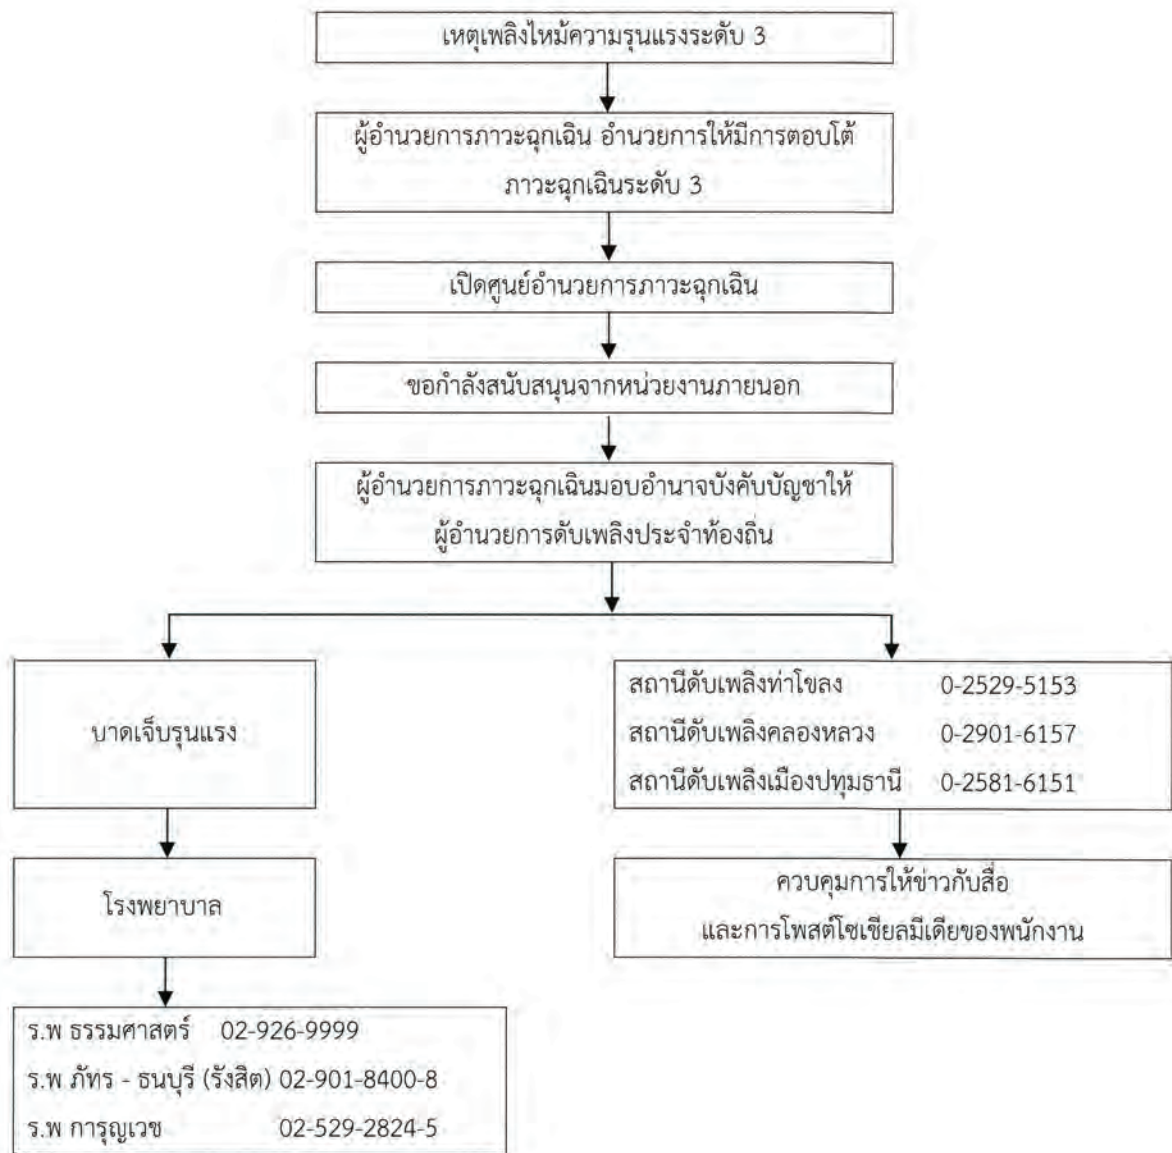 เหตุเพลิงไหม้ความรุนแรงระดับ 3
ผู้อำนวยการภาวะฉุกเฉิน อำนวยการให้มีการตอบโต้
ภาวะฉุกเฉินระดับ 3
เปิดศูนย์อำนวยการภาวะฉุกเฉิน
ขอกำลังสนับสนุนจากหน่วยงานภายนอก
ผู้อำนวยการภาวะฉุกเฉินมอบอำนาจบังคับบัญชาให้
ผู้อำนวยการดับเพลิงประจำท้องถิ่น
บาดเจ็บรุนแรง
โรงพยาบาล
ร.พ ธรรมศาสตร์ 02-926-9999
ร.พ ภัทร - ธนบุรี (รังสิต) 02-901-8400-8
ร.พ การุญเวช 02-529-2824-5
สถานีดับเพลิงท่าโขลง 0-2529-5153
สถานีดับเพลิงคลองหลวง 0-2901-6157
สถานีดับเพลิงเมืองปทุมธานี 0-2581-6151
ควบคุมการให้ข่าวกับสื่อ
และการโพสต์โซเชียลมีเดียของพนักงาน